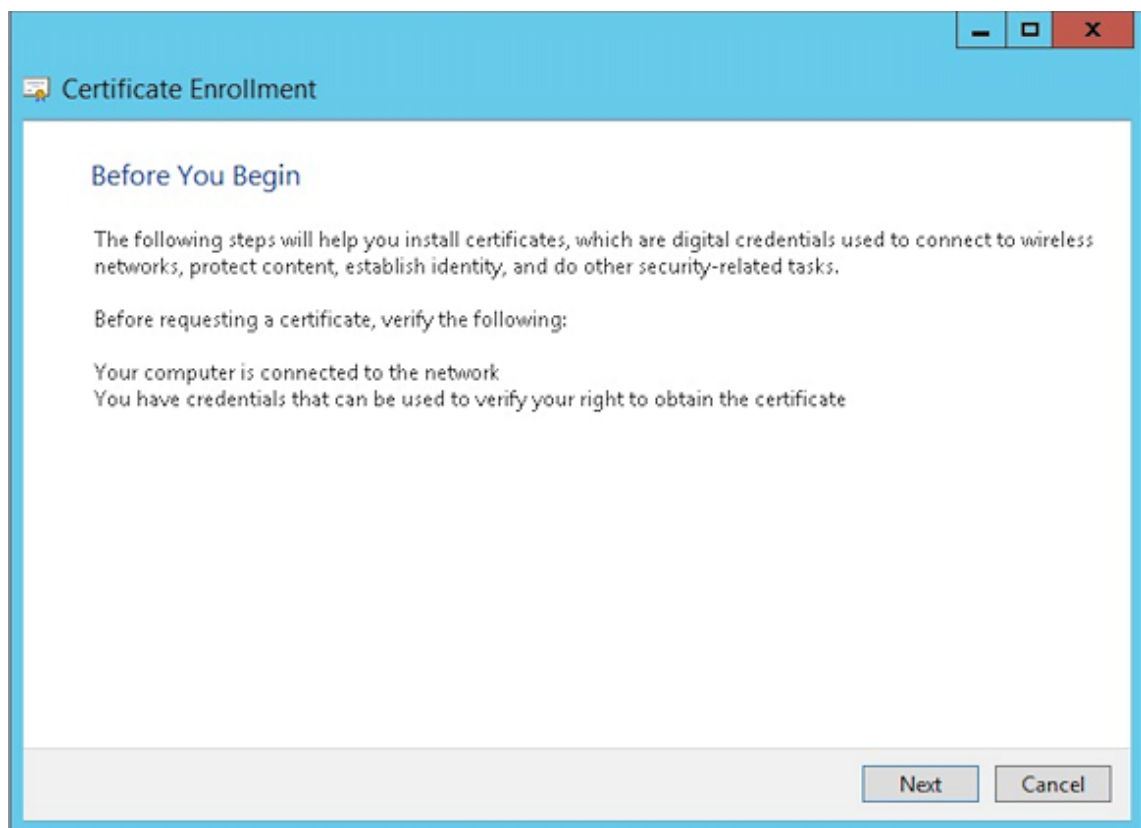 Certificate Enrollment
Before You Begin
The following steps will help you install certificates, which are digital credentials used to connect to wireless
networks, protect content, establish identity, and do other security-related tasks.
Before requesting a certificate, verify the following:
Your computer is connected to the network
You have credentials that can be used to verify your right to obtain the certificate
Next
Cancel